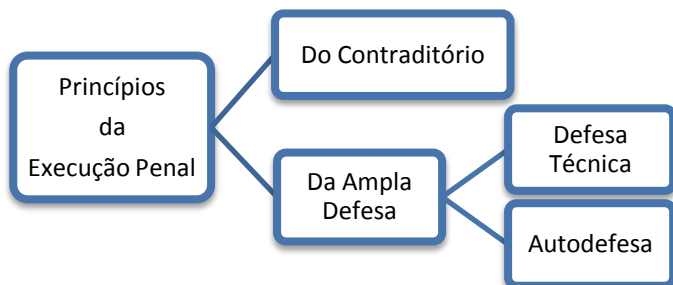 Princípios
da
Execução Penal
Do Contraditório
Da Ampla
Defesa
Defesa
Técnica
Autodefesa